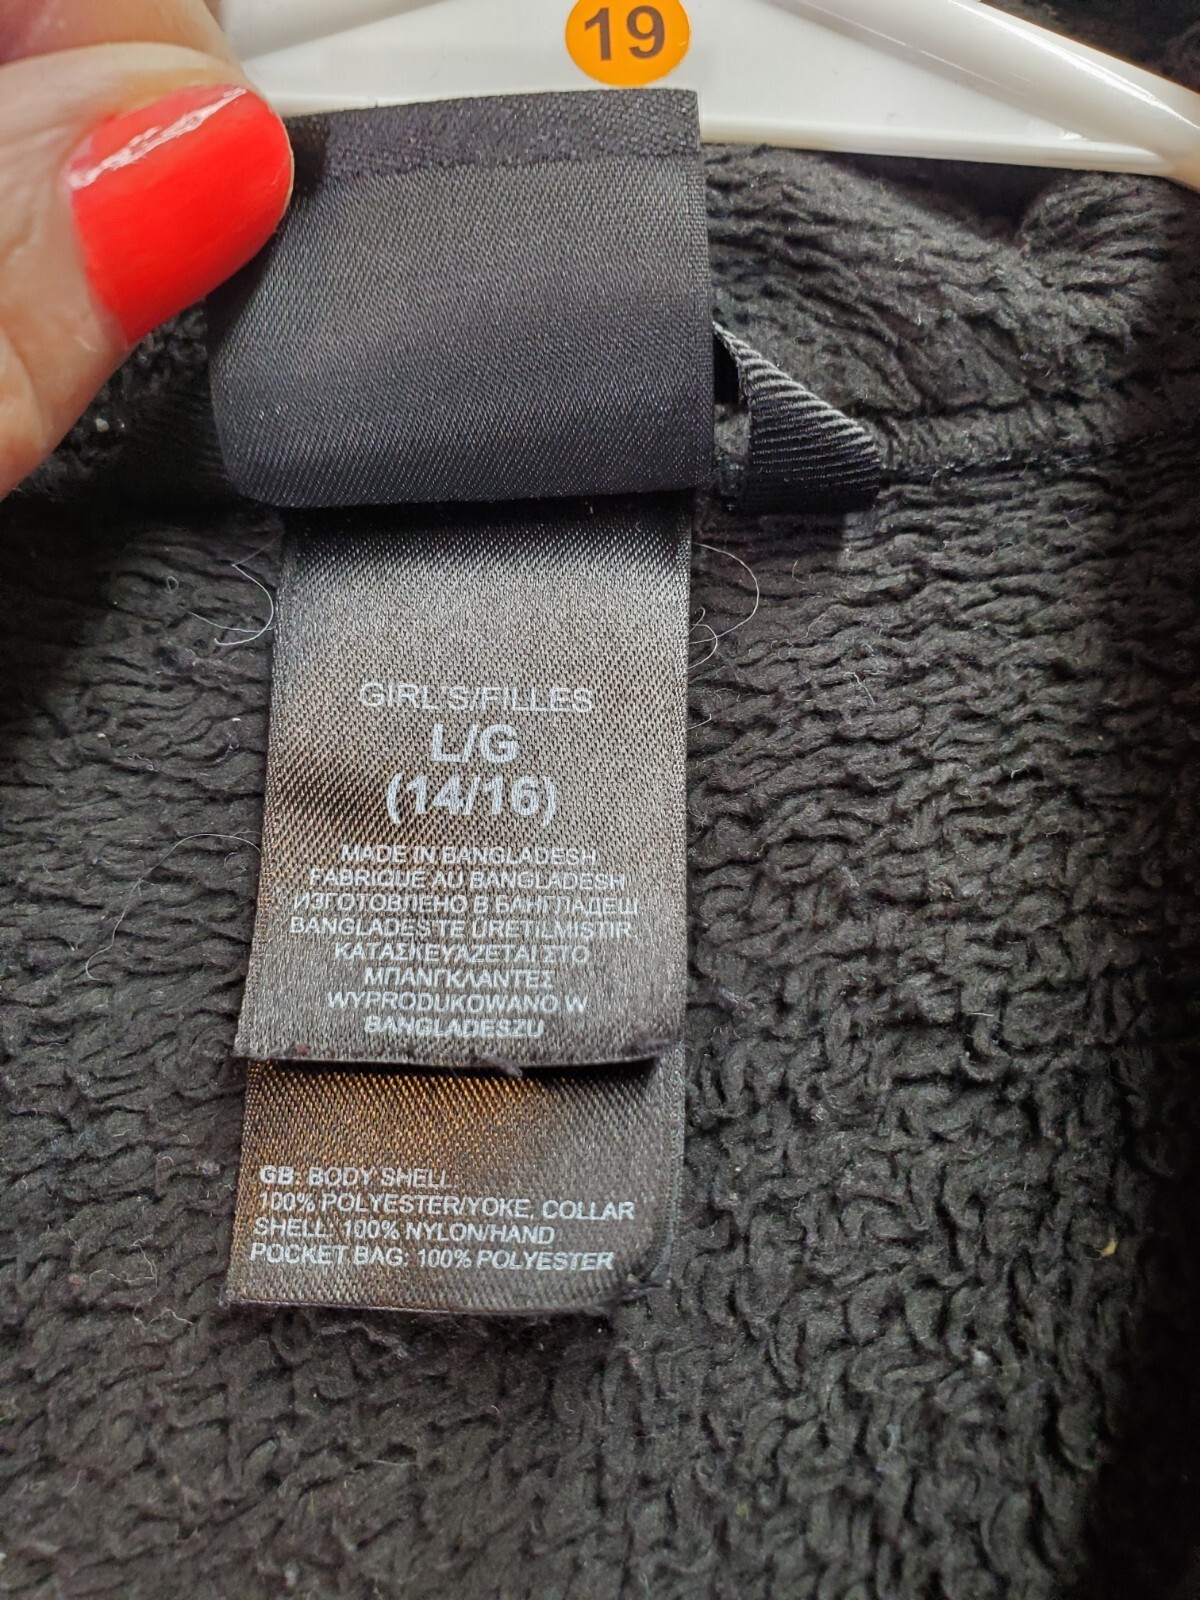 19
GIRL'S/FILLES
L/G
(14/16)
MADE IN BANGLADESH
FABRIQUE AU BANGLADESH
ИЗГОТОВЛЕНО В БАНГЛАДЕШ
BANGLADEŞ'TE ÜRETİLMİŞTİR
ΚΑΤΑΣΚΕΥΑΖΕΤΑΙ ΣΤΟ
ΜΠΑΝΓΚΛΑΝΤΕΣ
WYPRODUKOWANO W
BANGLADESZU
GB: BODY SHELL:
100% POLYESTER/YOKE, COLLAR
SHELL: 100% NYLON/HAND
POCKET BAG: 100% POLYESTER